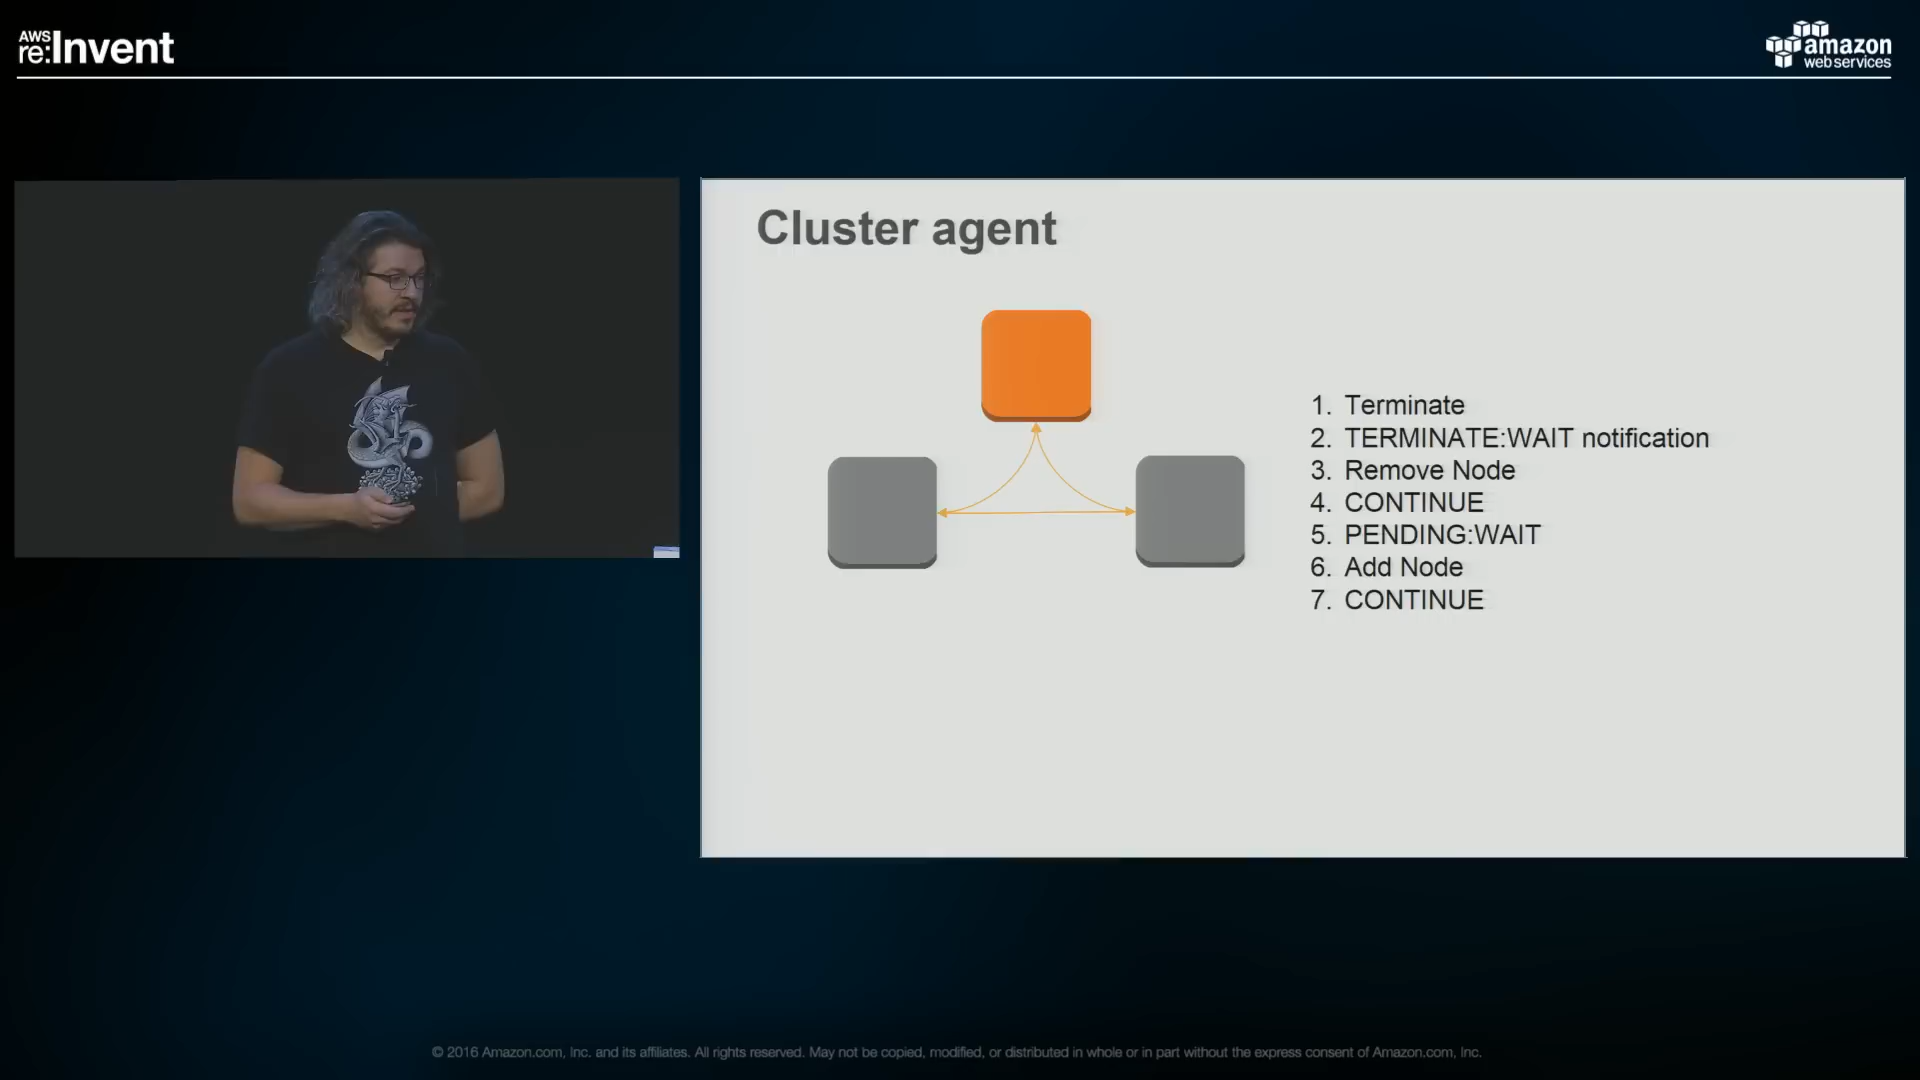 AWS
re:Invent
amazon
web services
Cluster agent
1. Terminate
2. TERMINATE:WAIT notification
3. Remove Node
4. CONTINUE
5. PENDING:WAIT
6. Add Node
7. CONTINUE
© 2016 Amazon.com, Inc. and its affiliates. All rights reserved. May not be copied, modified, or distributed in whole or in part without the express consent of Amazon.com, Inc.